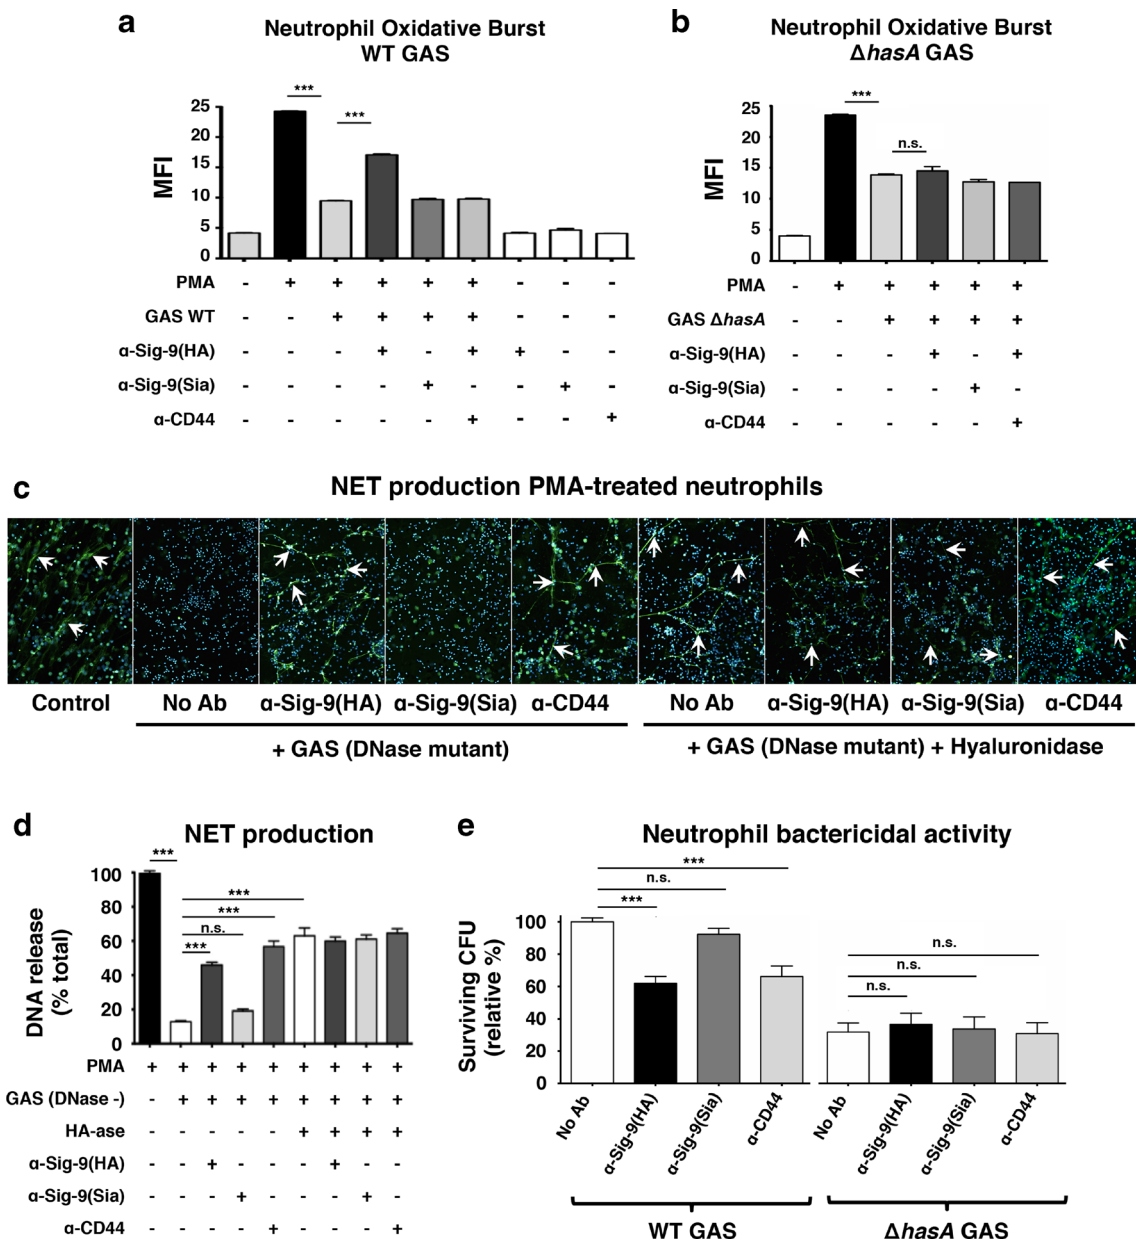 a
Neutrophil Oxidative Burst
WT GAS
MFI
25
20
15
10
5
0
***
***
PMA - + + + + + - - -
GAS WT - - + + + + - - -
α-Sig-9(HA) - - - + - + + - -
α-Sig-9(Sia) - - - - + - - + -
α-CD44 - - - - - + - - +
b
Neutrophil Oxidative Burst
ΔhasA GAS
MFI
25
20
15
10
5
0
***
n.s.
PMA - + + + + +
GAS ΔhasA - - + + + +
α-Sig-9(HA) - - - + - +
α-Sig-9(Sia) - - - - + -
α-CD44 - - - - - +
c
NET production PMA-treated neutrophils
Control No Ab α-Sig-9(HA) α-Sig-9(Sia) α-CD44 No Ab α-Sig-9(HA) α-Sig-9(Sia) α-CD44
+ GAS (DNase mutant)
+ GAS (DNase mutant) + Hyaluronidase
d
NET production
DNA release
(% total)
100
80
60
40
20
0
***
***
***
n.s.
***
PMA + + + + + + + + +
GAS (DNase -) - + + + + + + + +
HA-ase - - - - - + + + +
α-Sig-9(HA) - - + - - - + - -
α-Sig-9(Sia) - - - + - - - + -
α-CD44 - - - - + - - - +
e
Neutrophil bactericidal activity
Surviving CFU
(relative %)
100
80
60
40
20
0
***
n.s.
***
n.s.
n.s.
n.s.
No Ab α-Sig-9(HA) α-Sig-9(Sia) α-CD44 No Ab α-Sig-9(HA) α-Sig-9(Sia) α-CD44
WT GAS
ΔhasA GAS